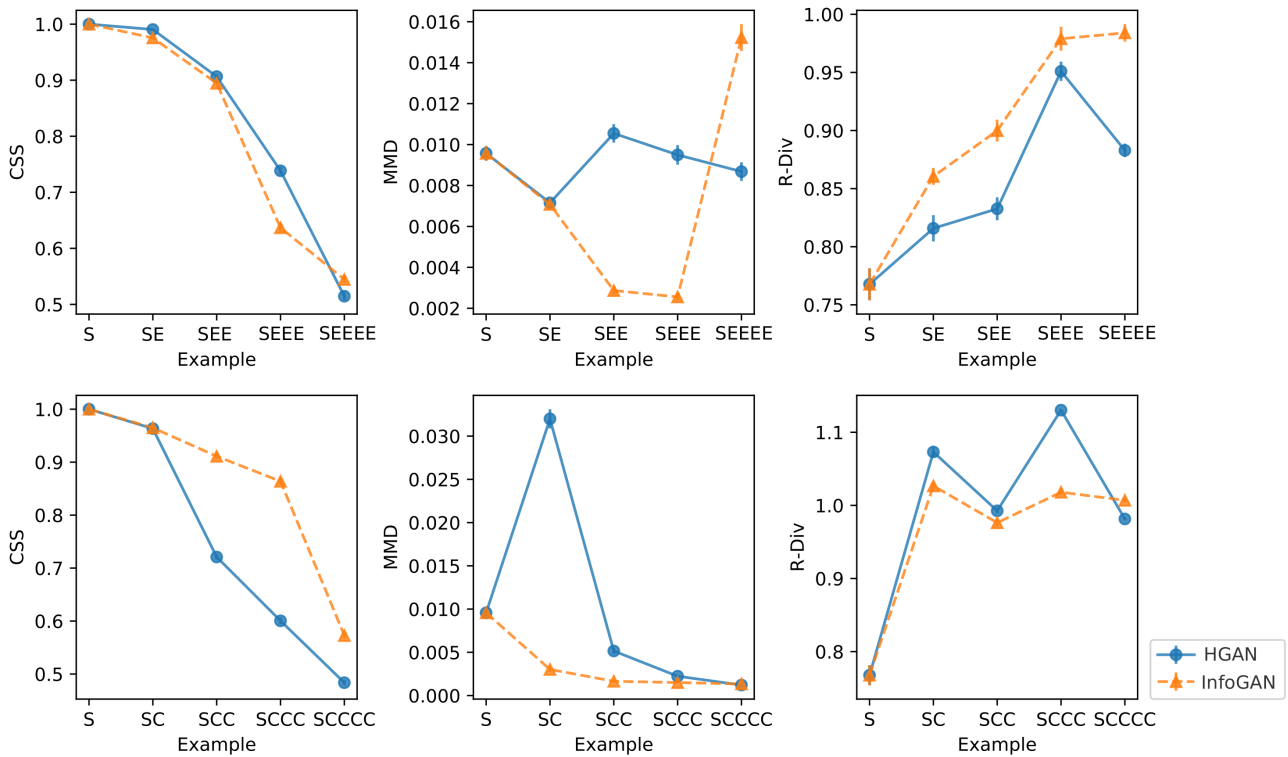 1.0
0.9
0.8
0.7
0.6
0.5
CSS
S SE SEE SEEE SEEEE
Example
0.016
0.014
0.012
0.010
0.008
0.006
0.004
0.002
MMD
S SE SEE SEEE SEEEE
Example
1.00
0.95
0.90
0.85
0.80
0.75
R-Div
S SE SEE SEEE SEEEE
Example
1.0
0.9
0.8
0.7
0.6
0.5
CSS
S SC SCC SCCC SCCCC
Example
0.030
0.025
0.020
0.015
0.010
0.005
0.000
MMD
S SC SCC SCCC SCCCC
Example
1.1
1.0
0.9
0.8
R-Div
S SC SCC SCCC SCCCC
Example
HGAN
InfoGAN